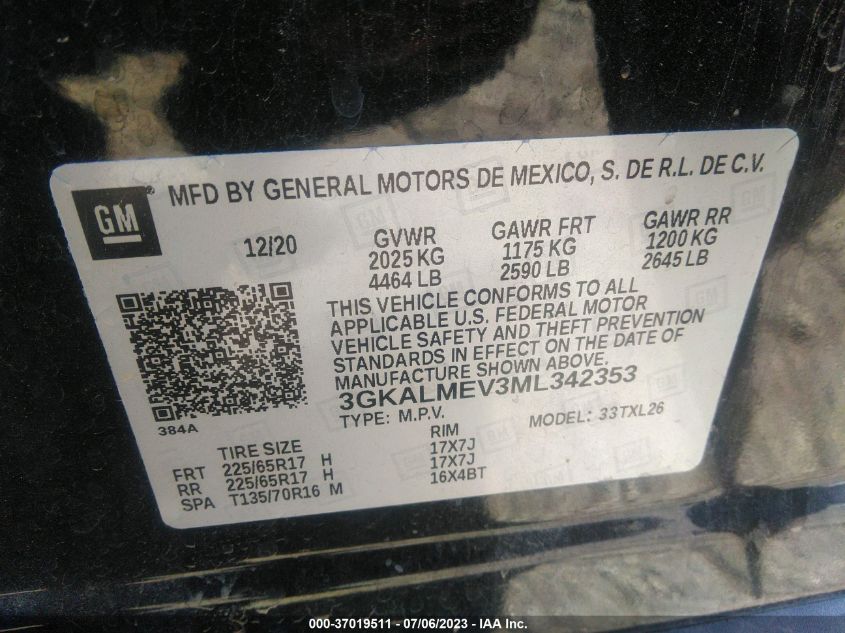 GM
MFD BY GENERAL MOTORS DE MEXICO, S. DE R.L. DE C.V.
12/20
GVWR
2025 KG
4464 LB
GAWR FRT
1175 KG
2590 LB
GAWR RR
1200 KG
2645 LB
THIS VEHICLE CONFORMS TO ALL
APPLICABLE U.S. FEDERAL MOTOR
VEHICLE SAFETY AND THEFT PREVENTION
STANDARDS IN EFFECT ON THE DATE OF
MANUFACTURE SHOWN ABOVE.
3GKALMEV3ML342353
TYPE: M.P.V. MODEL: 33TXL26
384A
TIRE SIZE RIM
FRT 225/65R17 H 17X7J
RR 225/65R17 H 17X7J
SPA T135/70R16 M 16X4BT
000-37019511 - 07/06/2023 - IAA Inc.